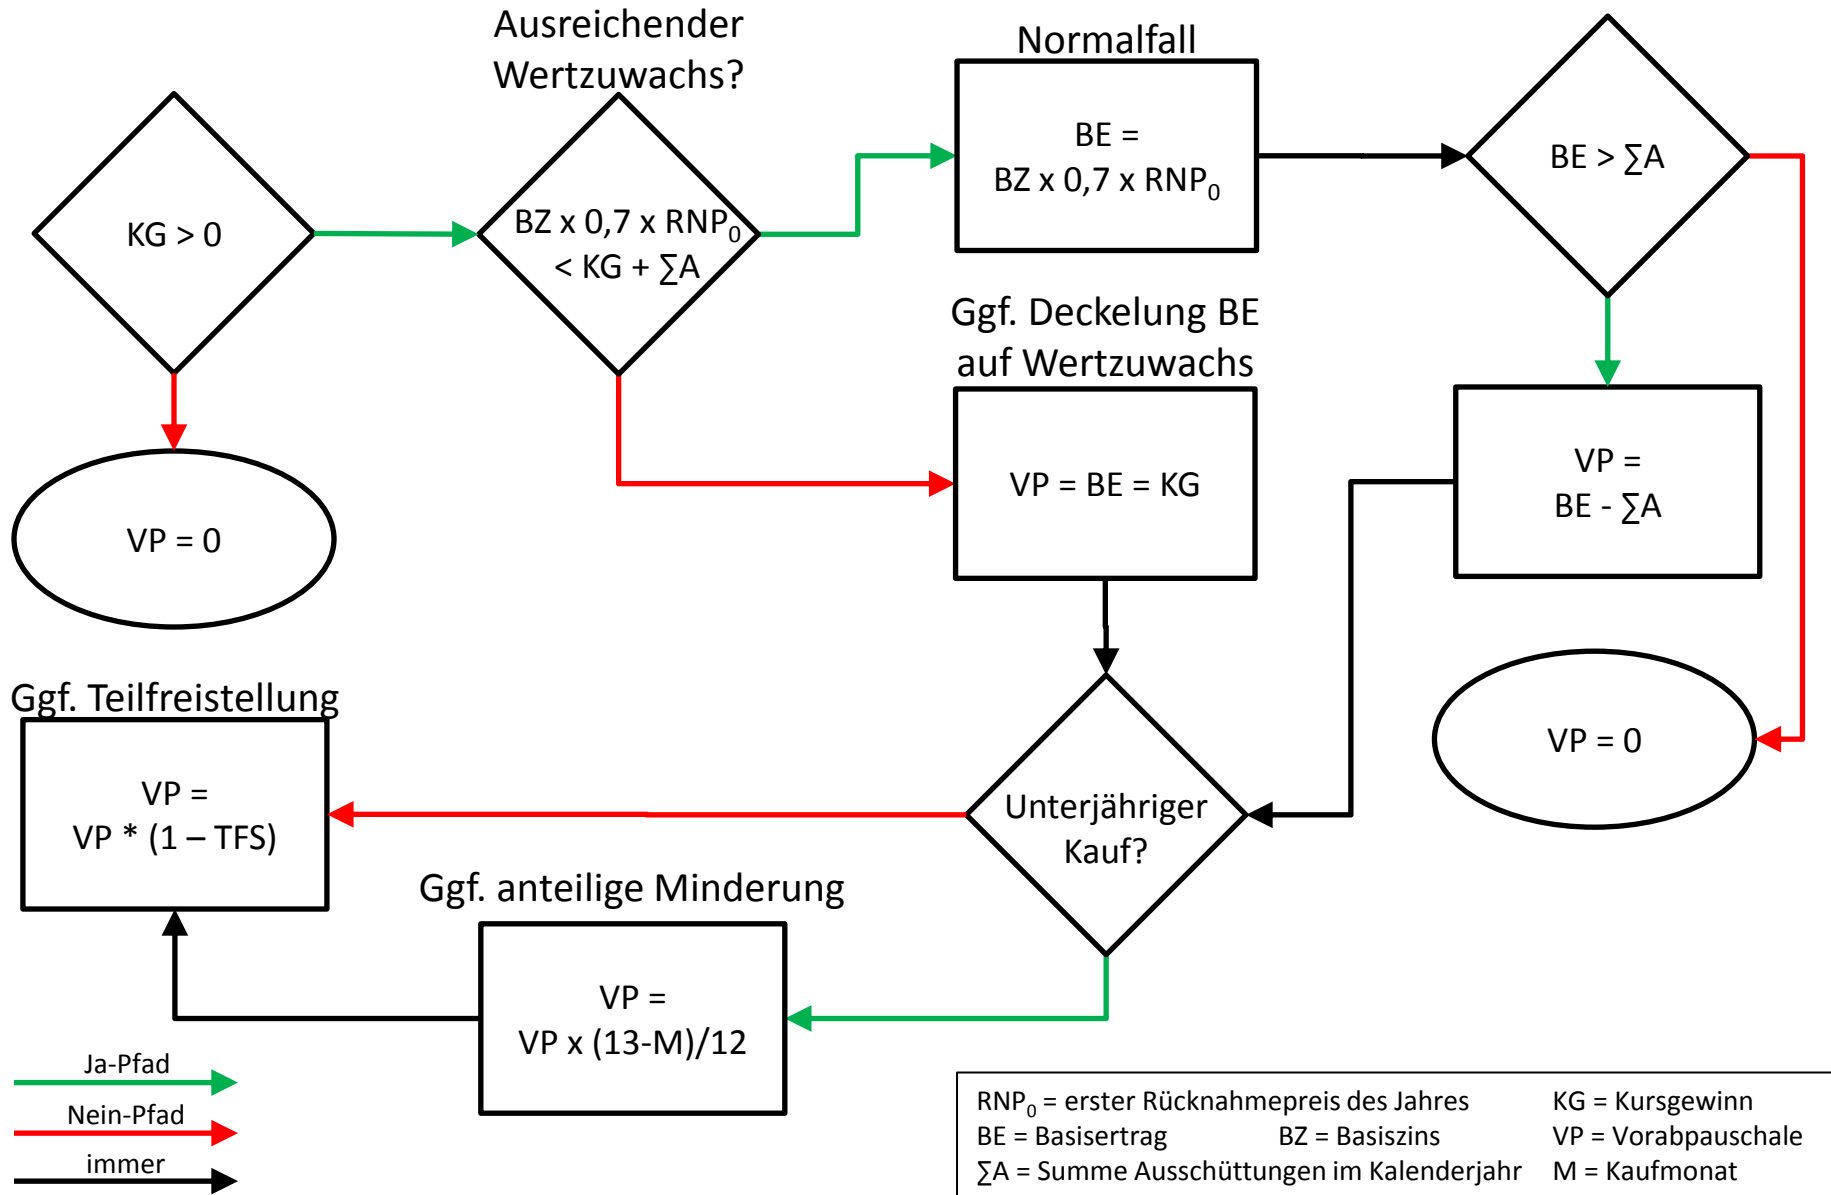 Ausreichender
Wertzuwachs?
Normalfall
KG > 0
BZ x 0,7 x RNP₀
< KG + ∑A
BE =
BZ x 0,7 x RNP₀
BE > ∑A
Ggf. Deckelung BE
auf Wertzuwachs
VP = 0
VP = BE = KG
VP =
BE - ∑A
Ggf. Teilfreistellung
VP =
VP * (1 – TFS)
Unterjähriger
Kauf?
VP = 0
Ggf. anteilige Minderung
VP =
VP x (13-M)/12
Ja-Pfad
Nein-Pfad
immer
RNP₀ = erster Rücknahmepreis des Jahres KG = Kursgewinn
BE = Basisertrag BZ = Basiszins VP = Vorabpauschale
∑A = Summe Ausschüttungen im Kalenderjahr M = Kaufmonat